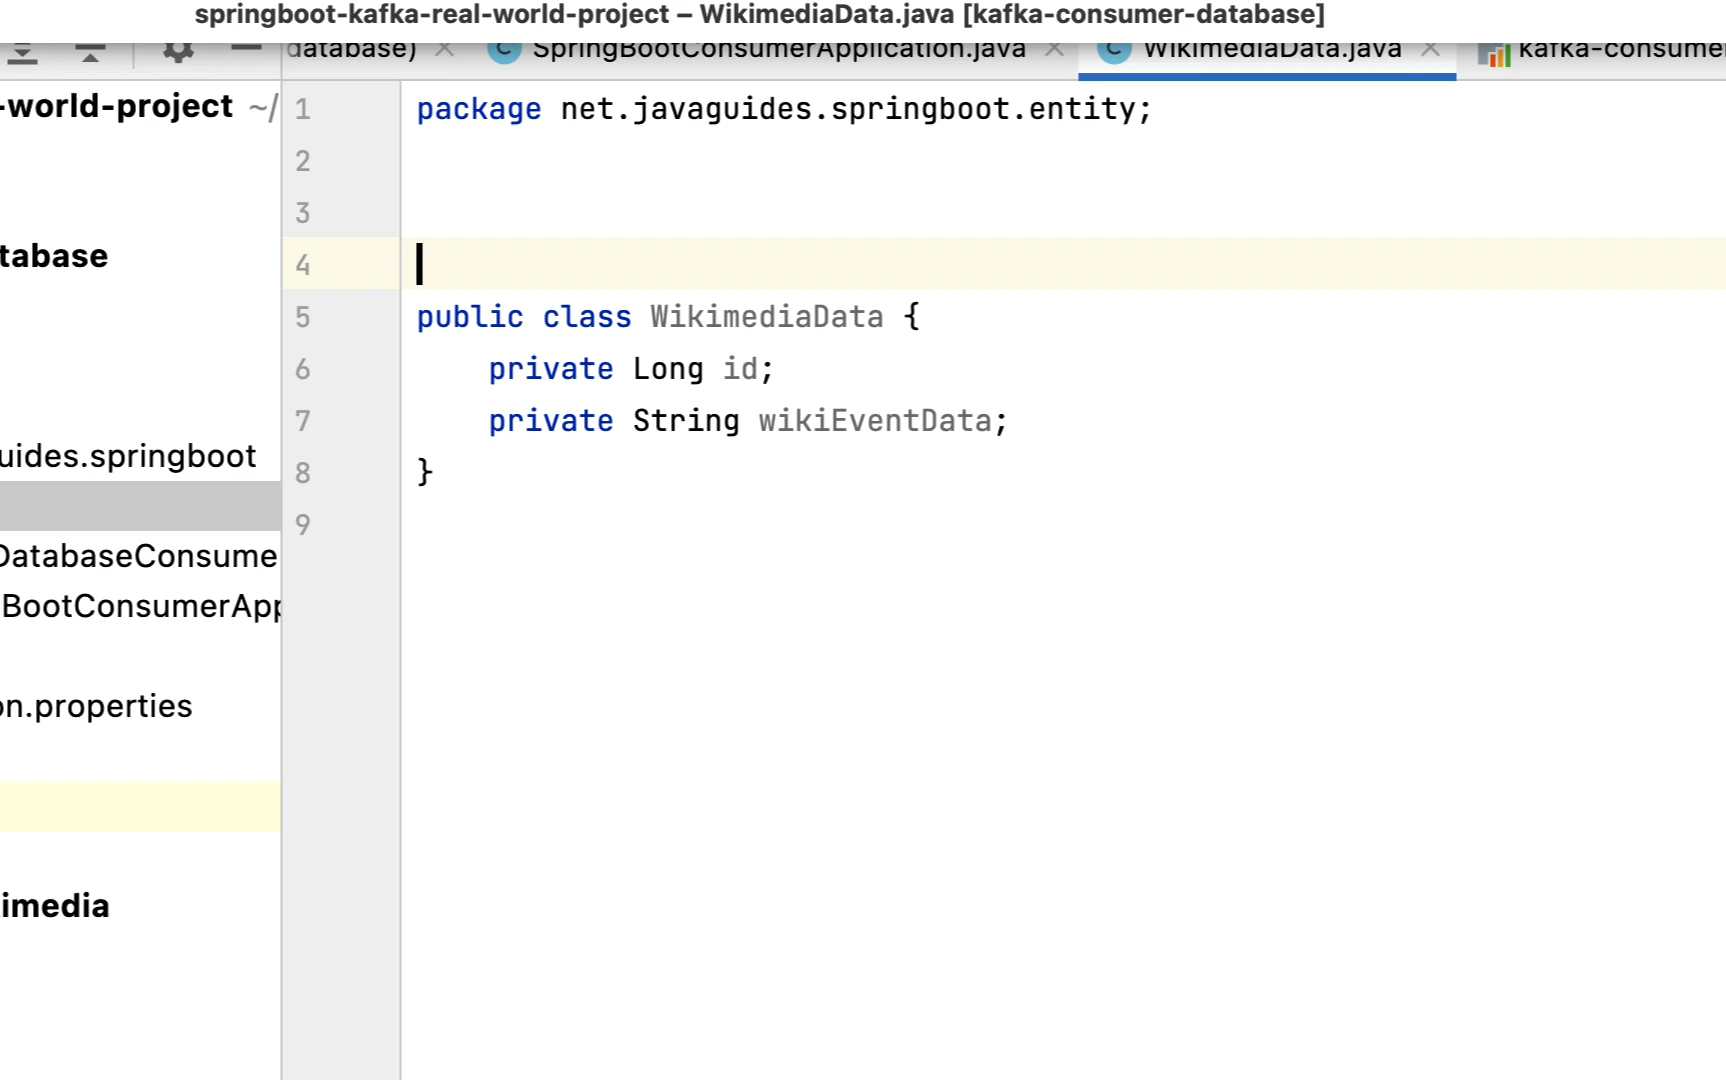 springboot-kafka-real-world-project – WikimediaData.java [kafka-consumer-database]
database) SpringBootConsumerApplication.java WikimediaData.java kafka-consumer
-world-project ~/
tabase
uides.springboot
DatabaseConsume
BootConsumerApp
on.properties
imedia
1 package net.javaguides.springboot.entity;
2
3
4
5 public class WikimediaData {
6 private Long id;
7 private String wikiEventData;
8 }
9